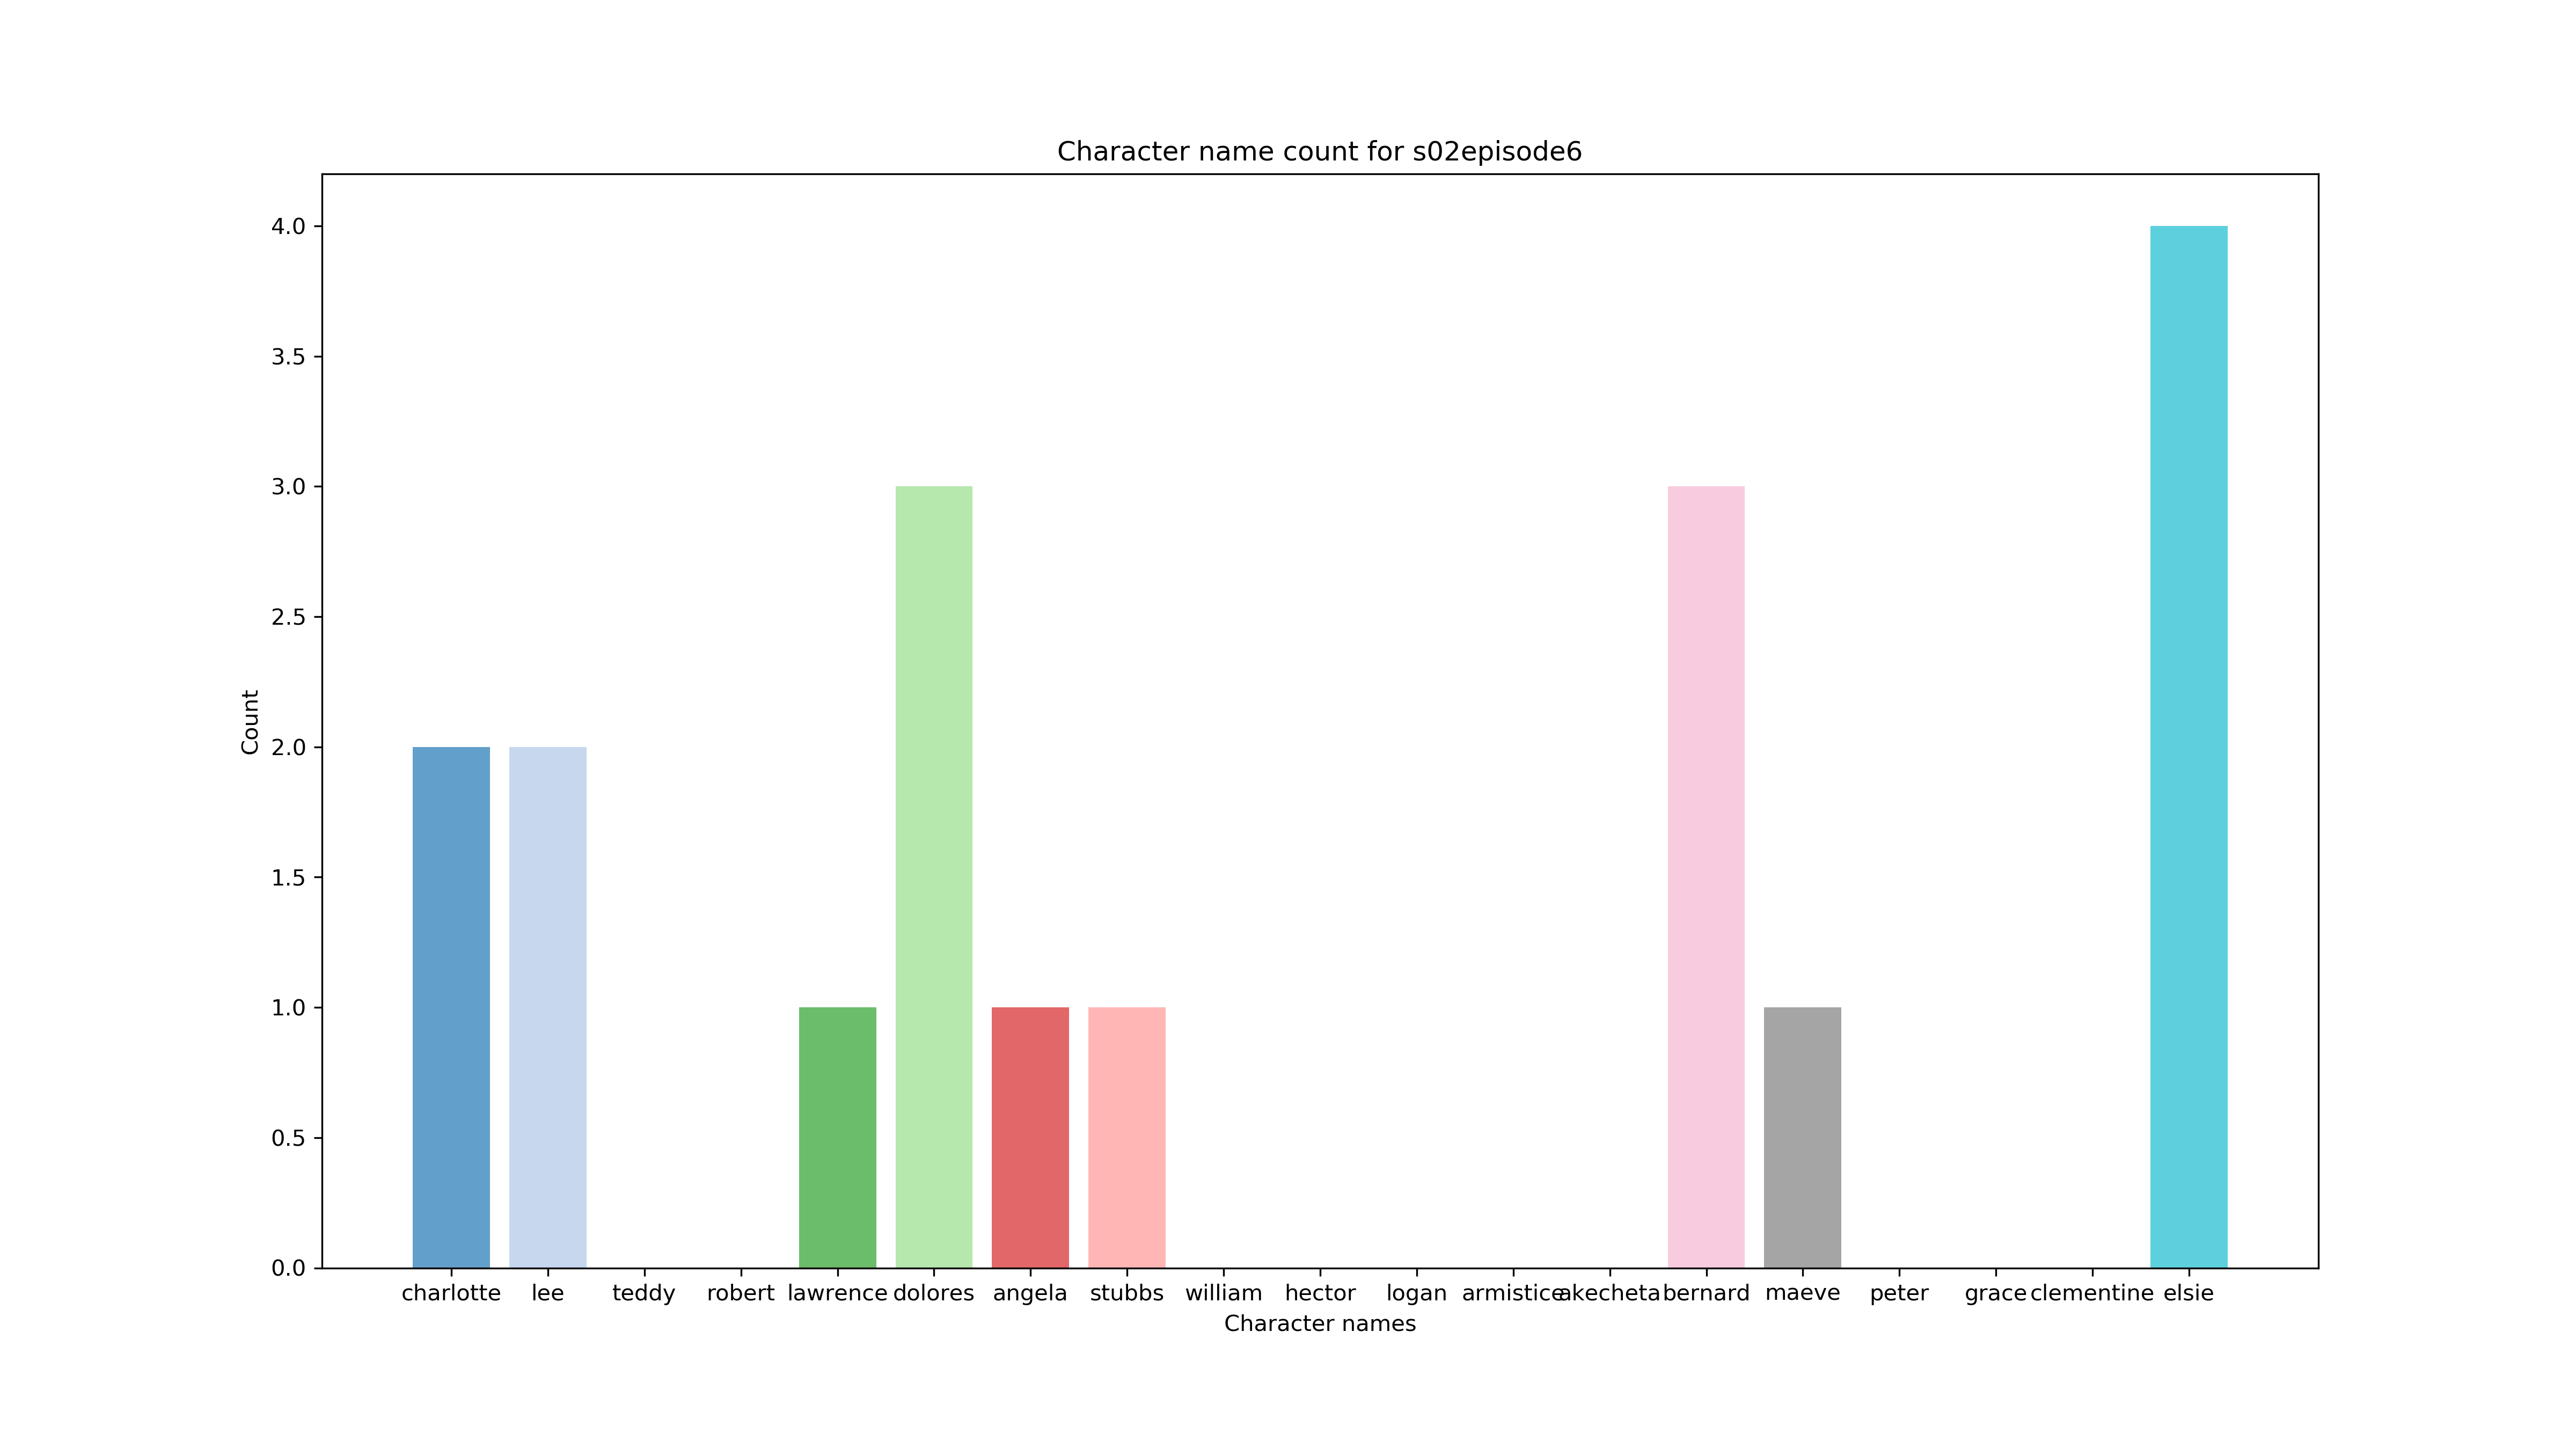 Character name count for s02episode6
4.0
3.5
3.0
2.5
2.0
1.5
1.0
0.5
0.0
Count
charlotte lee teddy robert lawrence dolores angela stubbs william hector logan armistice akecheta bernard maeve peter grace clementine elsie
Character names